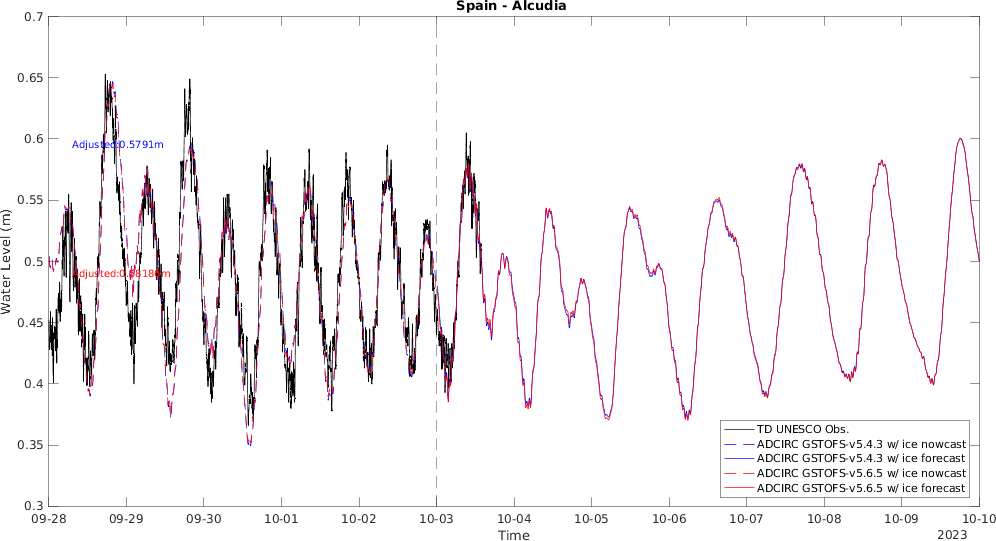 Spain - Alcudia
0.7
0.65
0.6
0.55
0.5
0.45
0.4
0.35
0.3
Water Level (m)
Adjusted:0.5791m
TD UNESCO Obs.
ADCIRC GSTOFS-v5.4.3 w/ ice nowcast
ADCIRC GSTOFS-v5.4.3 w/ ice forecast
ADCIRC GSTOFS-v5.6.5 w/ ice nowcast
ADCIRC GSTOFS-v5.6.5 w/ ice forecast
09-28 09-29 09-30 10-01 10-02 10-03 10-04 10-05 10-06 10-07 10-08 10-09 10-10
Time
2023